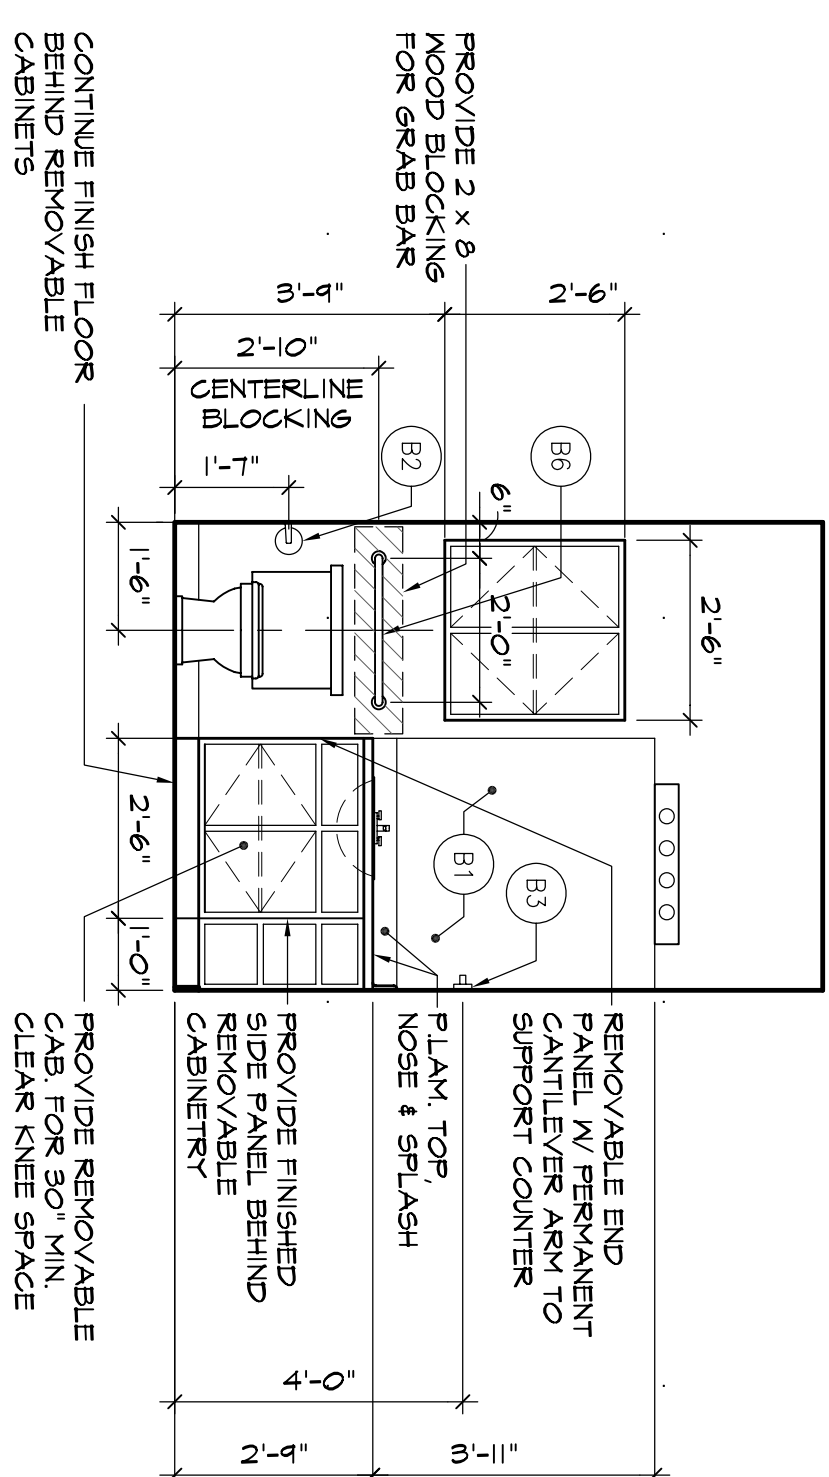 PROVIDE 2 x 8
WOOD BLOCKING
FOR GRAB BAR
CONTINUE FINISH FLOOR
BEHIND REMOVABLE
CABINETS
2'-6"
3'-9"
2'-10"
CENTERLINE
BLOCKING
1'-7"
B6
B2
6"
2'-6"
2'-0"
1'-6"
2'-6"
1'-0"
B1
B3
REMOVABLE END
PANEL W/ PERMANENT
CANTILEVER ARM TO
SUPPORT COUNTER
P.LAM. TOP,
NOSE & SPLASH
PROVIDE FINISHED
SIDE PANEL BEHIND
REMOVABLE
CABINETRY
PROVIDE REMOVABLE
CAB. FOR 30" MIN.
CLEAR KNEE SPACE
4'-0"
2'-9"
3'-11"